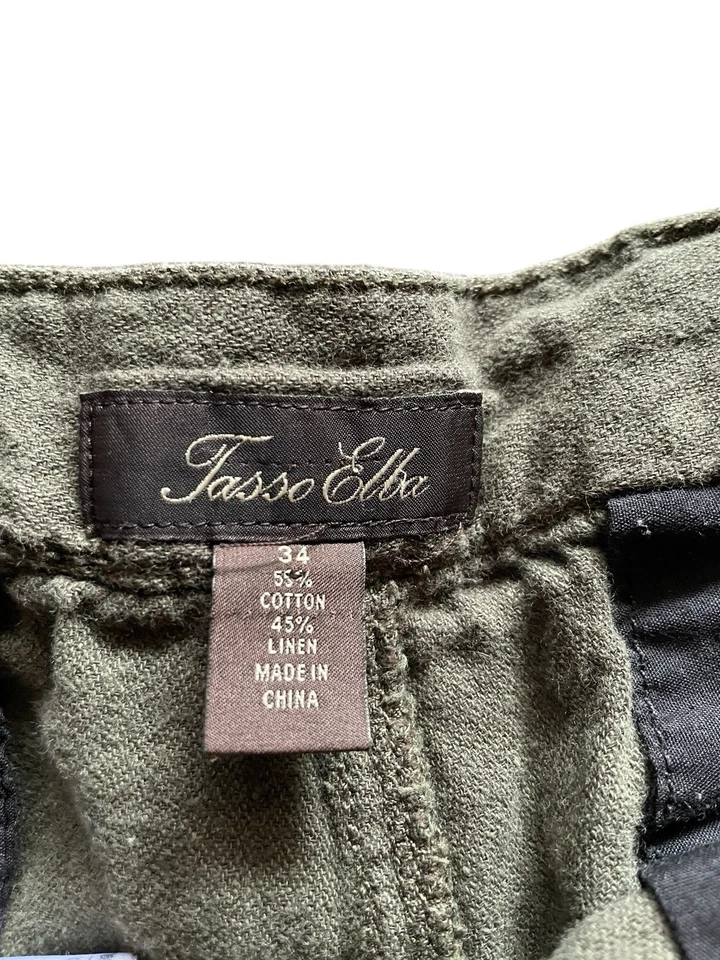 Tasso Elba
34
55%
COTTON
45%
LINEN
MADE IN
CHINA